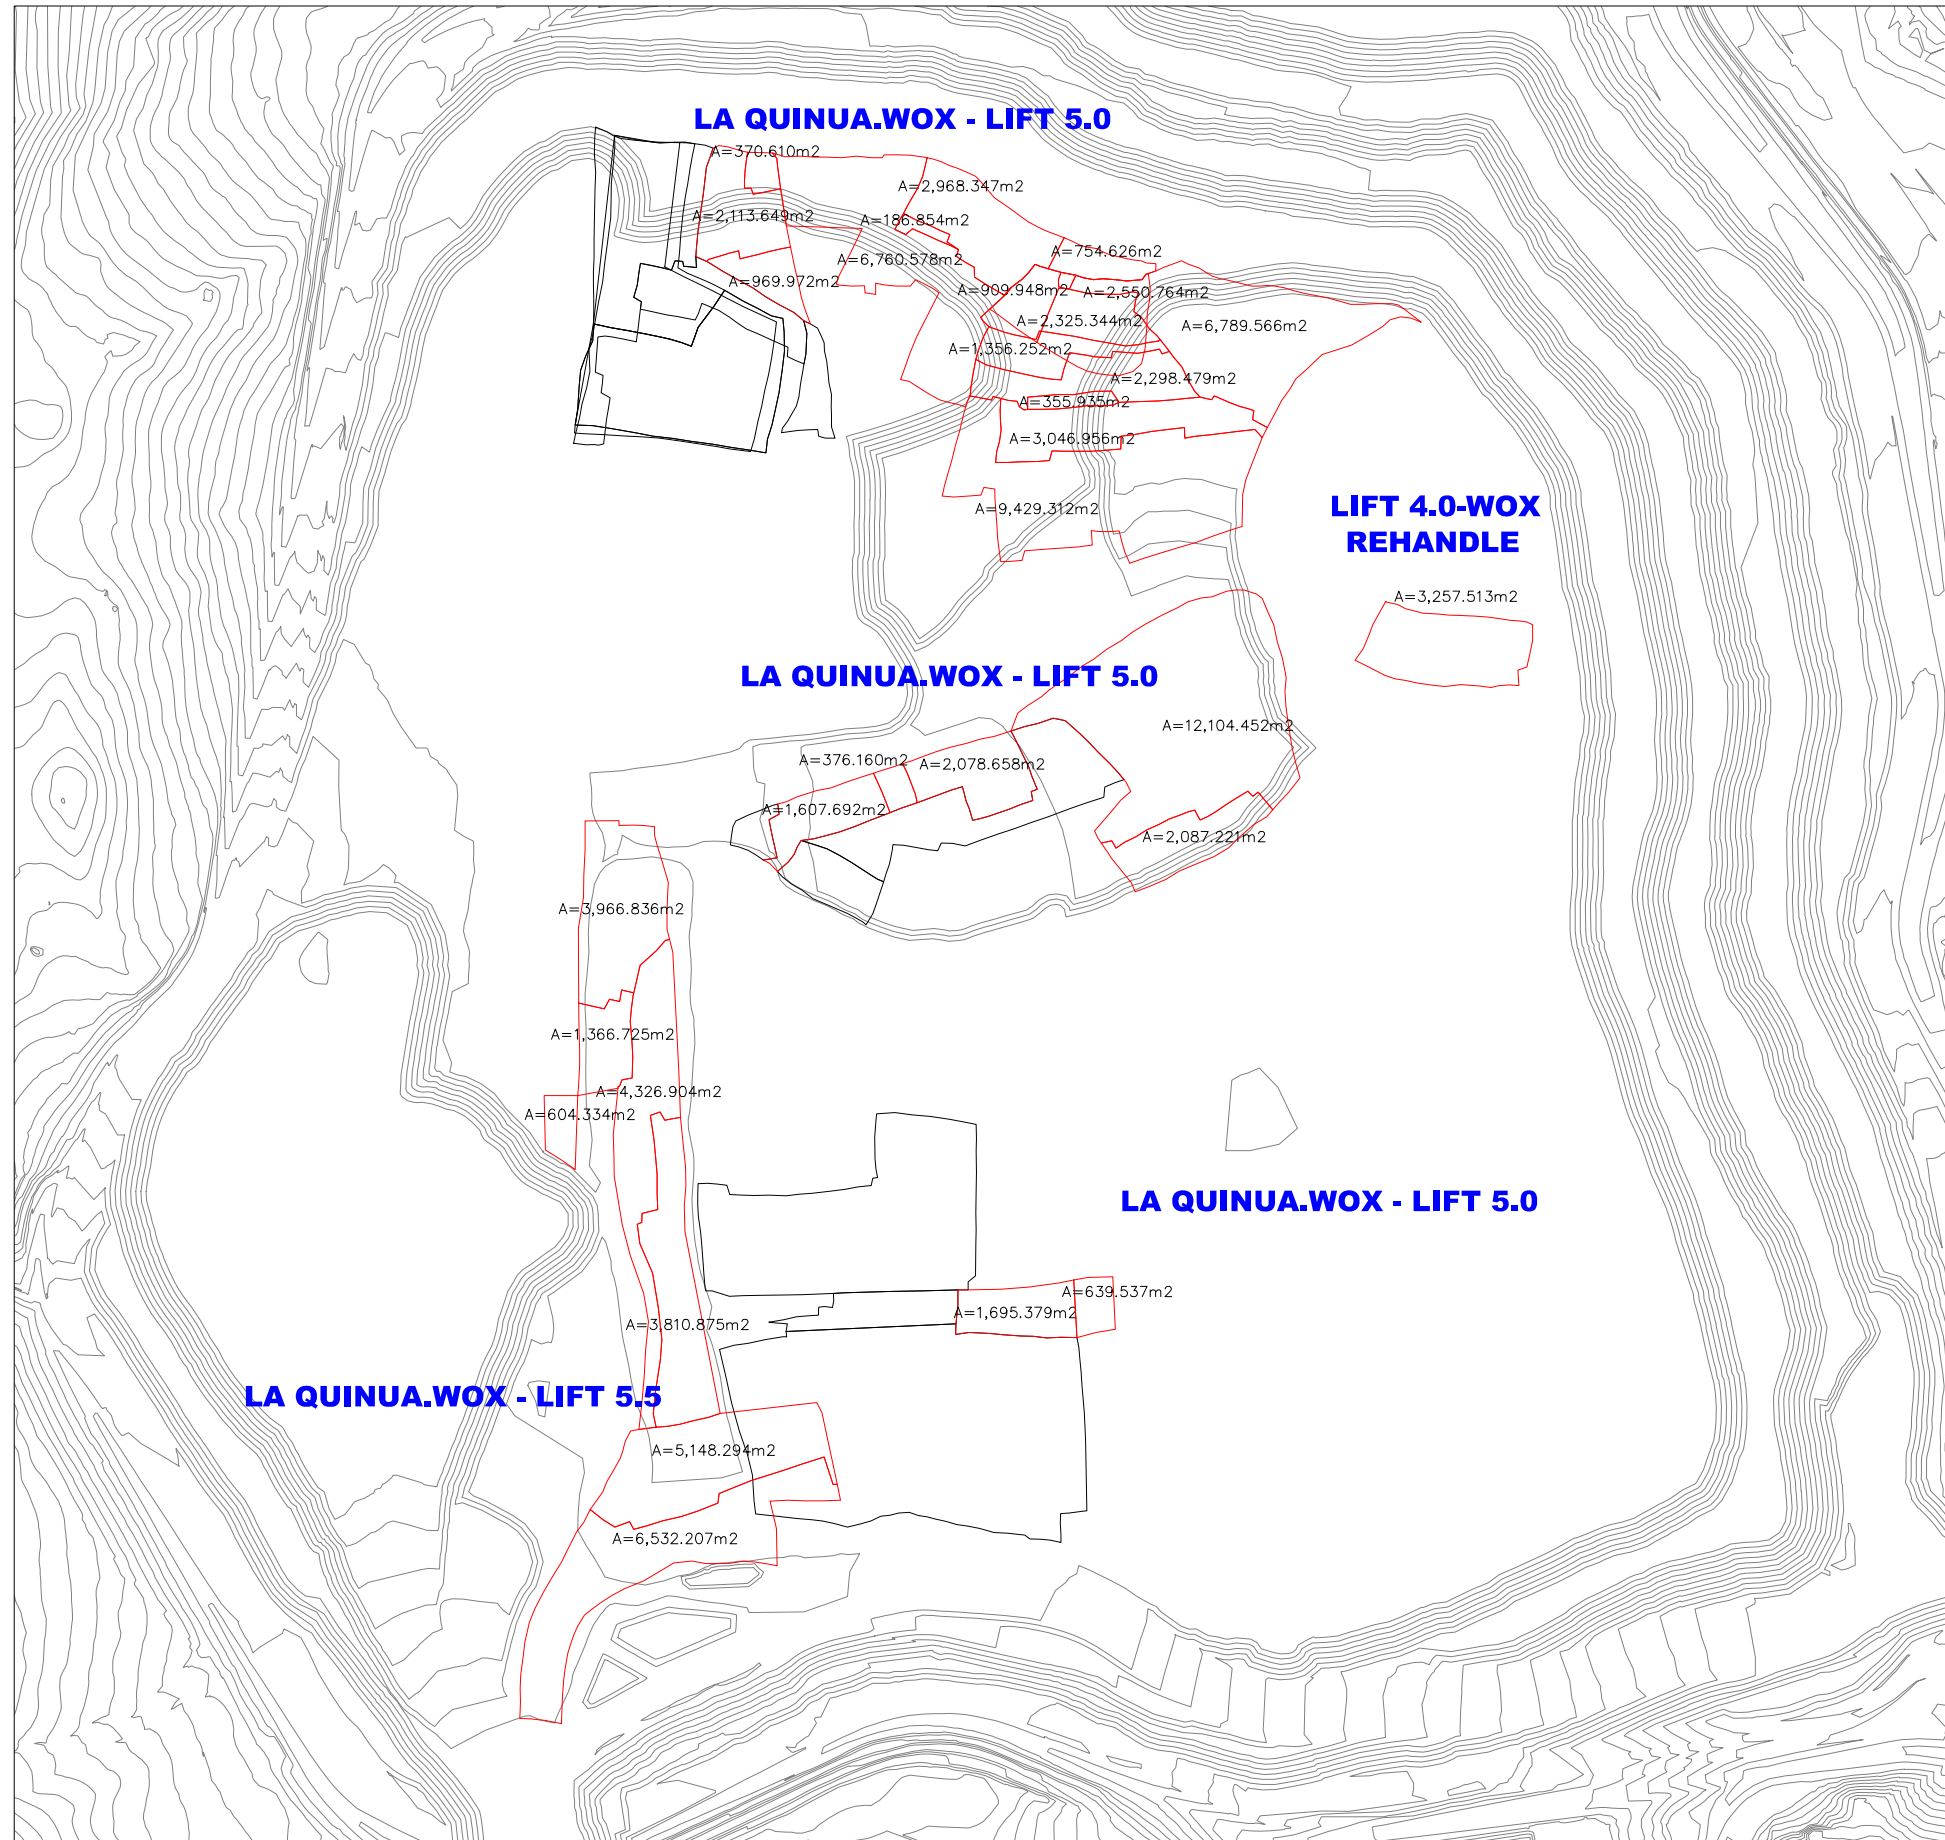 LA QUINUA.WOX - LIFT 5.0
A=370.610m2
A=2,968.347m2
A=2,113.649m2
A=186.854m2
A=754.626m2
A=6,760.578m2
A=969.972m2
A=909.948m2
A=2,550.764m2
A=2,325.344m2
A=6,789.566m2
A=1,356.252m2
A=2,298.479m2
A=355.935m2
A=3,046.956m2
A=9,429.312m2
LIFT 4.0-WOX
REHANDLE
A=3,257.513m2
LA QUINUA.WOX - LIFT 5.0
A=12,104.452m2
A=376.160m2
A=2,078.658m2
A=1,607.692m2
A=2,087.221m2
A=3,966.836m2
A=1,366.725m2
A=4,326.904m2
A=604.334m2
LA QUINUA.WOX - LIFT 5.0
A=639.537m2
A=1,695.379m2
A=3,810.875m2
LA QUINUA.WOX - LIFT 5.5
A=5,148.294m2
A=6,532.207m2